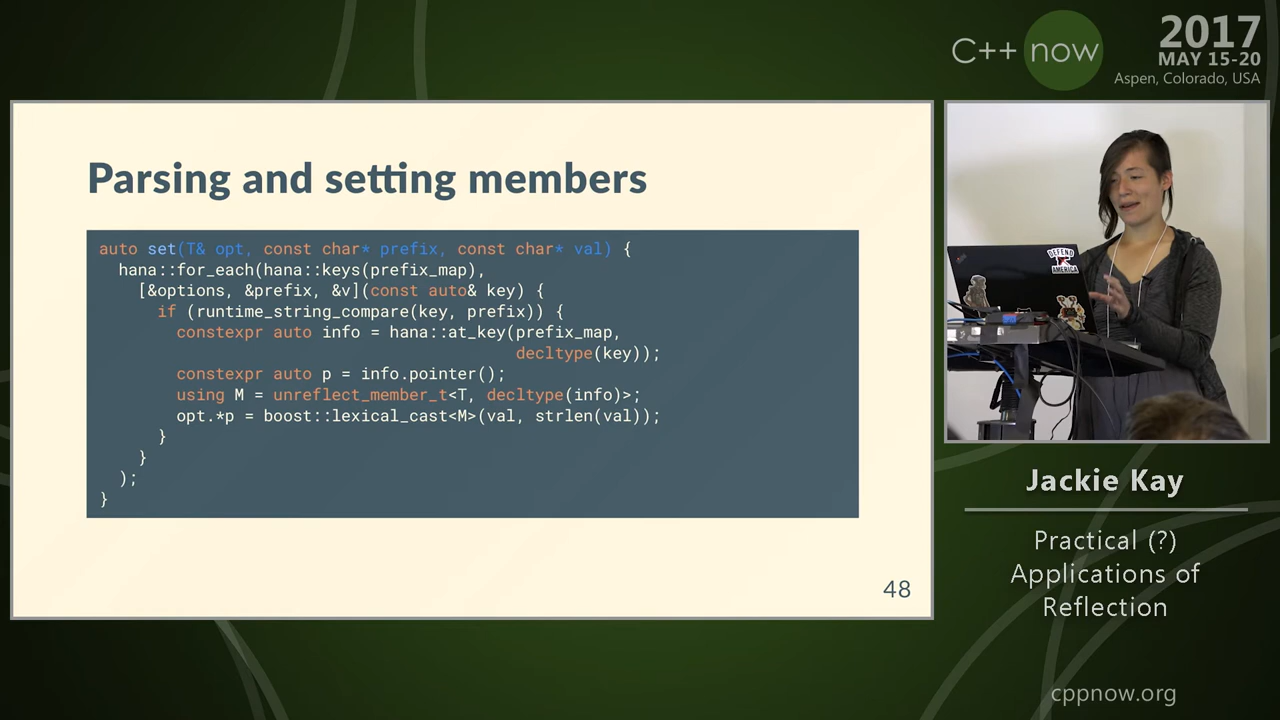 C++ now
2017
MAY 15-20
Aspen, Colorado, USA
Parsing and setting members
auto set(T& opt, const char* prefix, const char* val) {
  hana::for_each(hana::keys(prefix_map),
    [&options, &prefix, &v](const auto& key) {
      if (runtime_string_compare(key, prefix)) {
        constexpr auto info = hana::at_key(prefix_map,
                                           decltype(key));
        constexpr auto p = info.pointer();
        using M = unreflect_member_t<T, decltype(info)>;
        opt.*p = boost::lexical_cast<M>(val, strlen(val));
      }
    }
  );
}
48
DEFEND
AMERICA
Jackie Kay
Practical (?)
Applications of
Reflection
cppnow.org